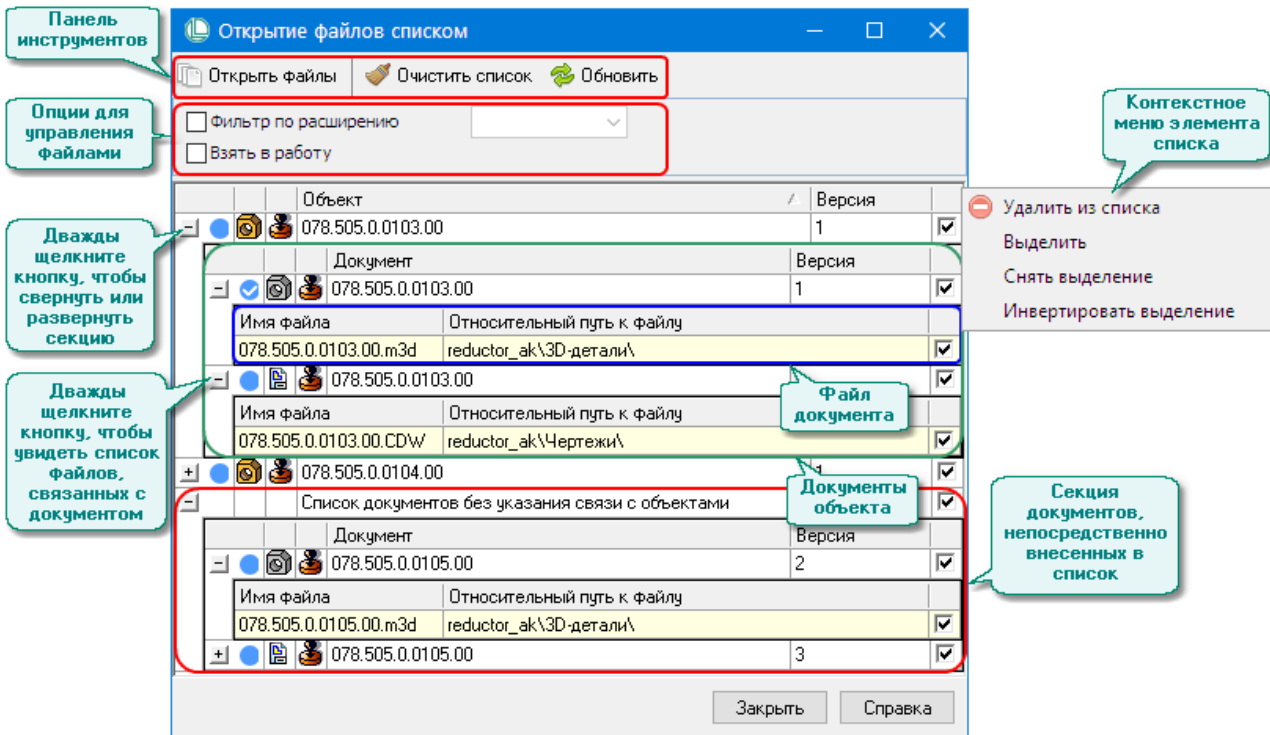 Панель
инструментов
Открытие файлов списком
Открыть файлы
Очистить список
Обновить
Опции для
управления
файлами
Фильтр по расширению
Взять в работу
Контекстное
меню элемента
списка
Удалить из списка
Выделить
Снять выделение
Инвертировать выделение
Объект
Версия
078.505.0.0103.00
1
Дважды
щелкните
кнопку, чтобы
свернуть или
развернуть
секцию
Документ
Версия
078.505.0.0103.00
1
Имя файла
Относительный путь к файлу
078.505.0.0103.00.m3d
reductor_ak\3D-детали\
078.505.0.0103.00
Файл
документа
Дважды
щелкните
кнопку, чтобы
увидеть список
файлов,
связанных с
документом
Имя файла
Относительный путь к файлу
078.505.0.0103.00.CDW
reductor_ak\Чертежи\
078.505.0.0104.00
1
Документы
объекта
Список документов без указания связи с объектами
Секция
документов,
непосредственно
внесенных в
список
Документ
Версия
078.505.0.0105.00
2
Имя файла
Относительный путь к файлу
078.505.0.0105.00.m3d
reductor_ak\3D-детали\
078.505.0.0105.00
3
Закрыть
Справка